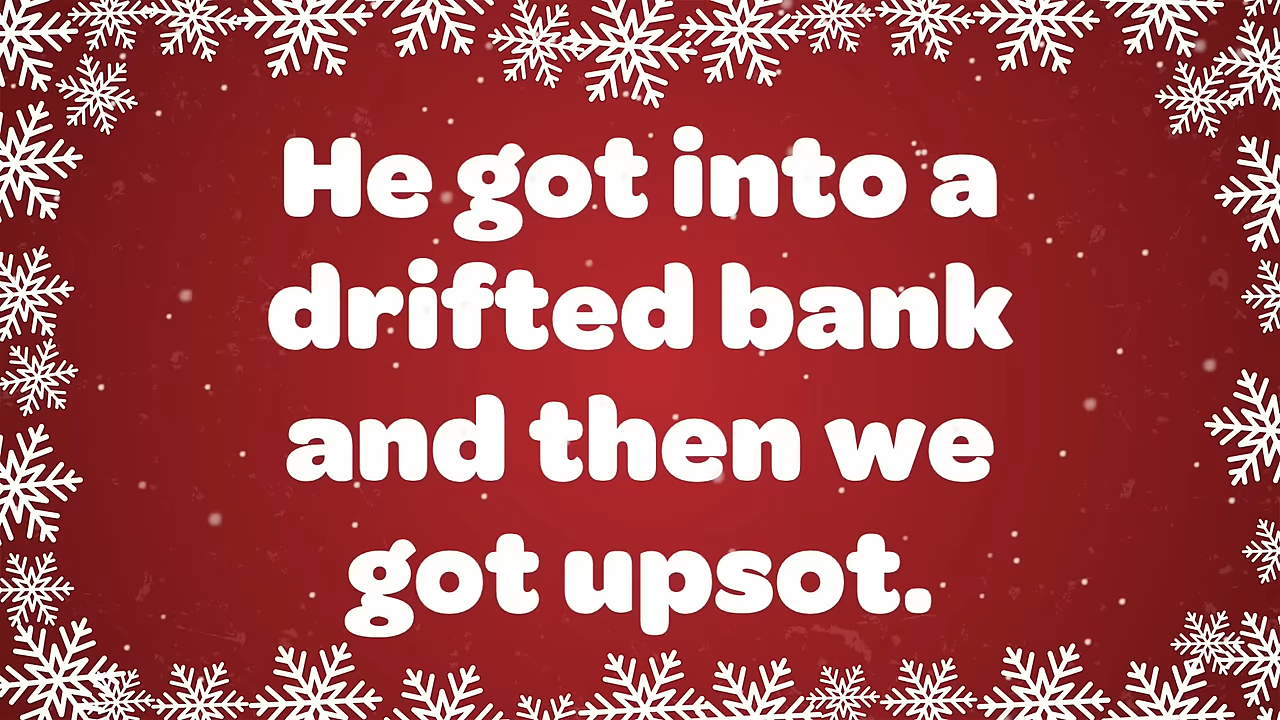 He got into a
drifted bank
and then we
got upsot.